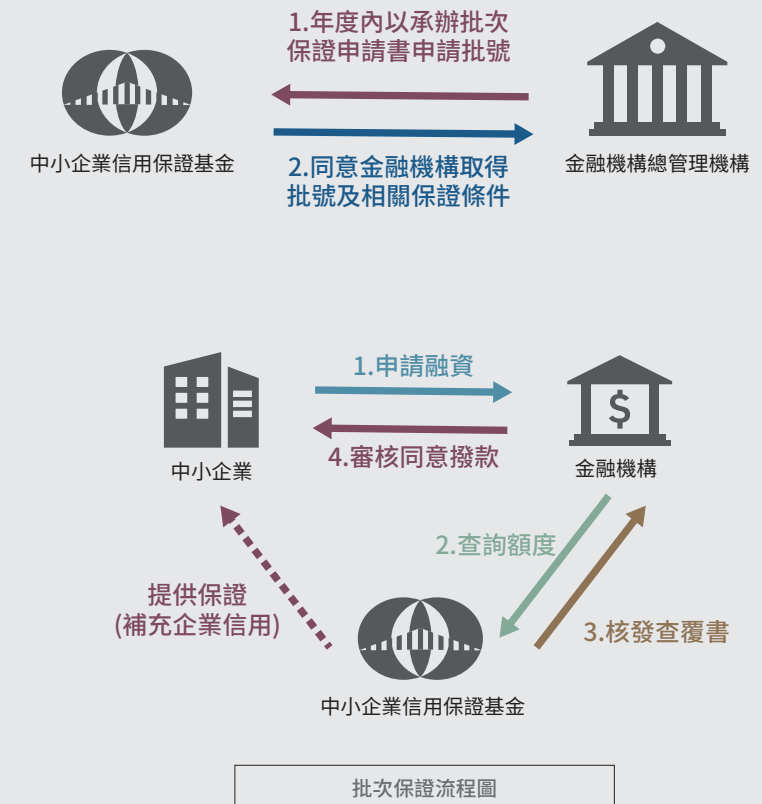 1.年度內以承辦批次
保證申請書申請批號
中小企業信用保證基金
金融機構總管理機構
2.同意金融機構取得
批號及相關保證條件
1.申請融資
$
4.審核同意撥款
中小企業
金融機構
2.查詢額度
提供保證
(補充企業信用)
3.核發查覆書
中小企業信用保證基金
批次保證流程圖